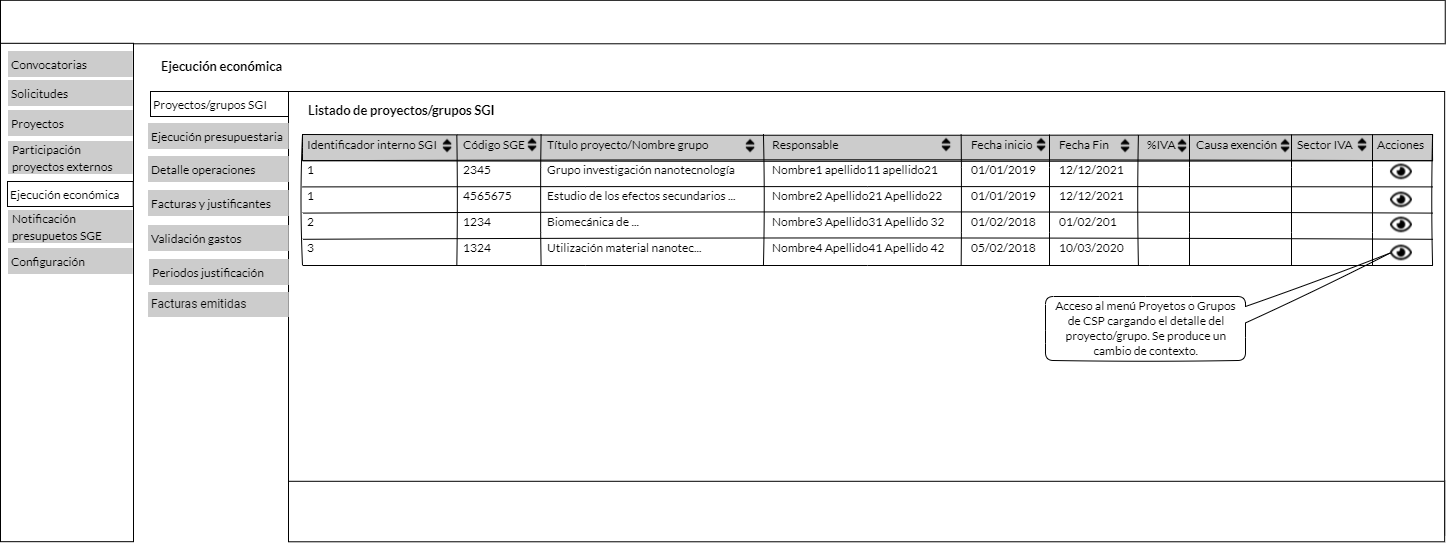 Convocatorias
Solicitudes
Proyectos
Participación
proyectos externos
Ejecución económica
Notificación
presupuetos SGE
Configuración
Ejecución económica
Proyectos/grupos SGI
Ejecución presupuestaria
Detalle operaciones
Facturas y justificantes
Validación gastos
Periodos justificación
Facturas emitidas
Listado de proyectos/grupos SGI
Identificador interno SGI Código SGE Título proyecto/Nombre grupo Responsable Fecha inicio Fecha Fin %IVA Causa exención Sector IVA Acciones
1 2345 Grupo investigación nanotecnología Nombre1 apellido11 apellido21 01/01/2019 12/12/2021
1 4565675 Estudio de los efectos secundarios ... Nombre2 Apellido21 Apellido22 01/01/2019 12/12/2021
2 1234 Biomecánica de ... Nombre3 Apellido31 Apellido 32 01/02/2018 01/02/201
3 1324 Utilización material nanotec... Nombre4 Apellido41 Apellido 42 05/02/2018 10/03/2020
Acceso al menú Proyetos o Grupos
de CSP cargando el detalle del
proyecto/grupo. Se produce un
cambio de contexto.